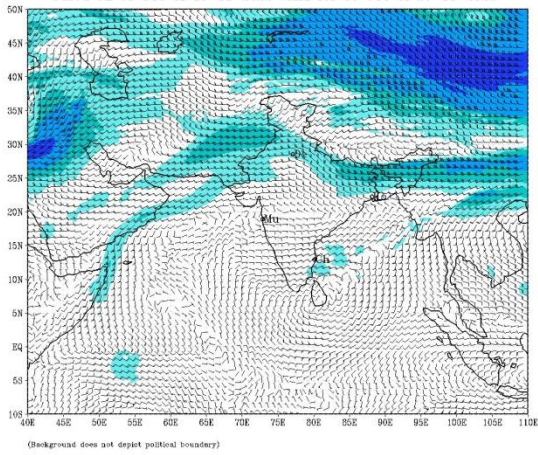 50N
45N
40N
35N
30N
25N
20N
Mu
15N
Ch
10N
5N
EQ
5S
10S
40E 45E 50E 55E 60E 65E 70E 75E 80E 85E 90E 95E 100E 105E 110E
(Background does not depict political boundary)